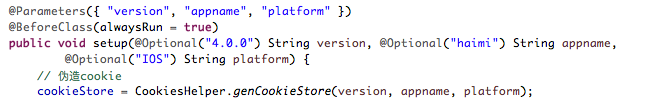 @Parameters({ "version", "appname", "platform" })
@BeforeClass(alwaysRun = true)
public void setup(@Optional("4.0.0") String version, @Optional("haimi") String appname,
@Optional("IOS") String platform) {
// 伪造cookie
cookieStore = CookiesHelper.genCookieStore(version, appname, platform);